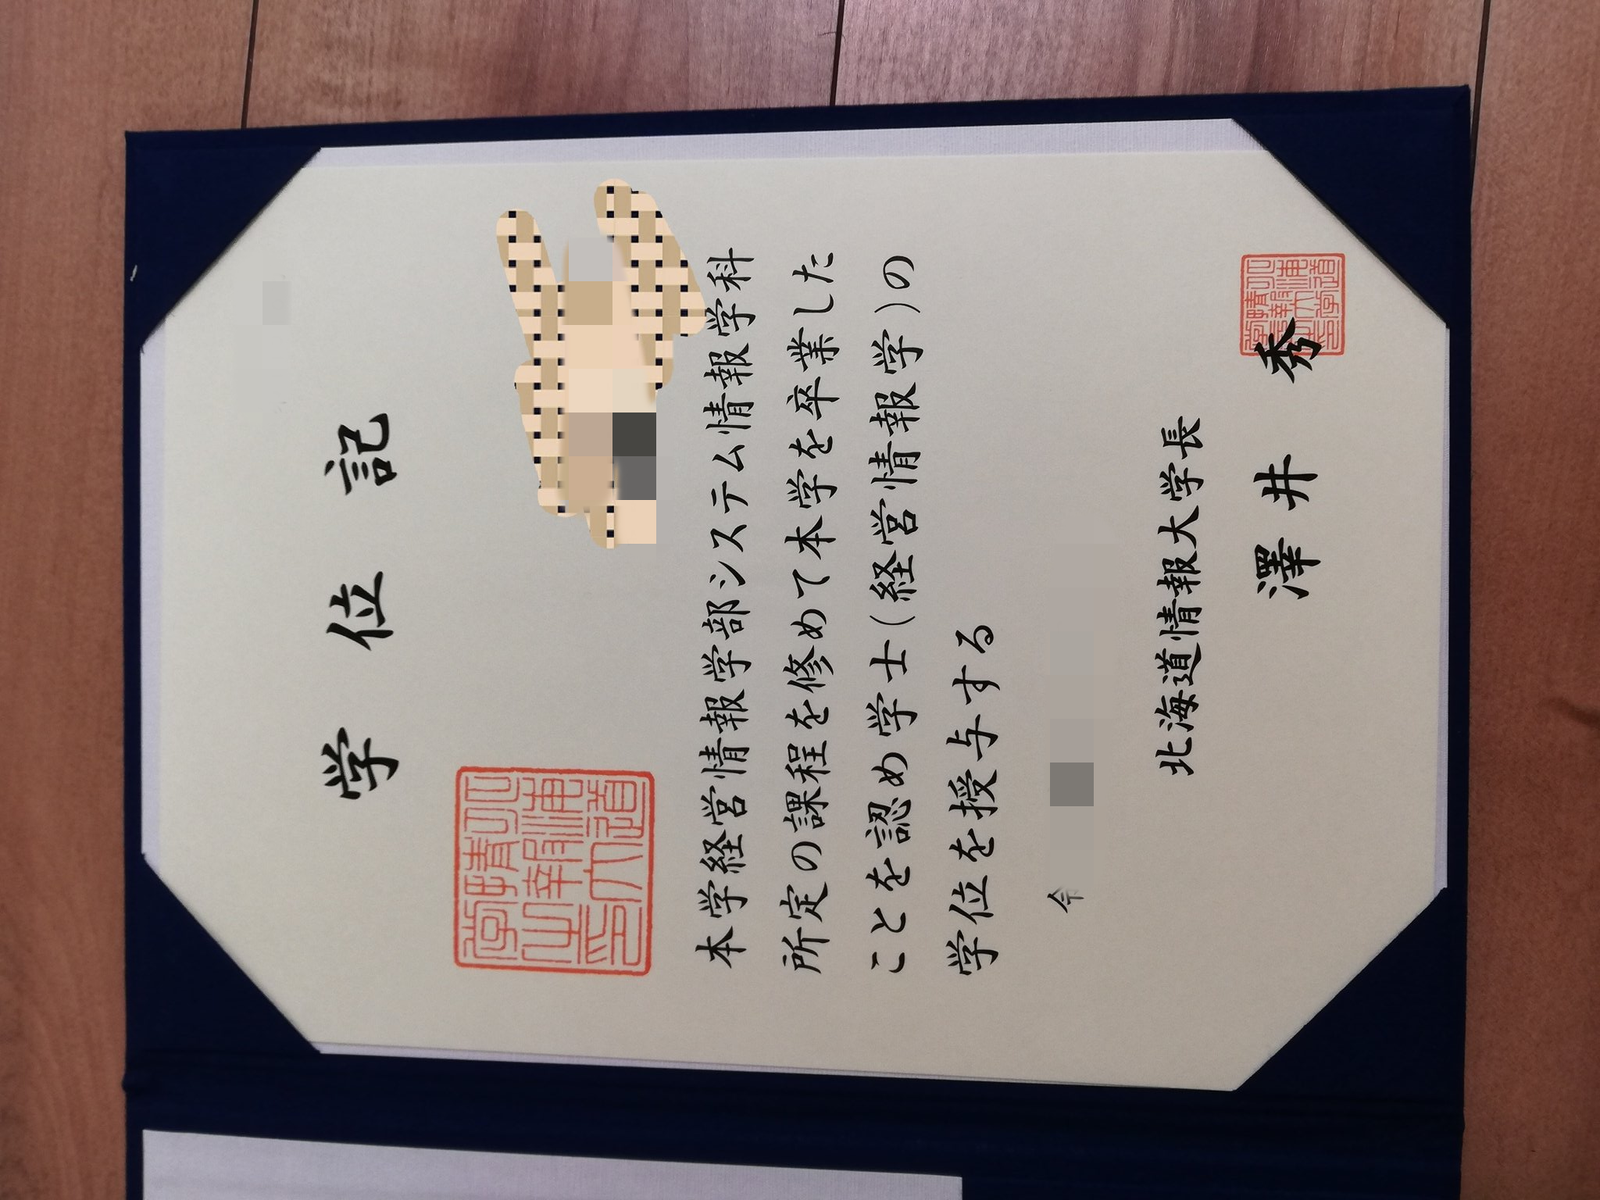 学位記
本学経営情報学部システム情報学科
所定の課程を修めて本学を卒業した
ことを認め学士(経営情報学)の
学位を授与する
令
北海道情報大学長
澤井秀